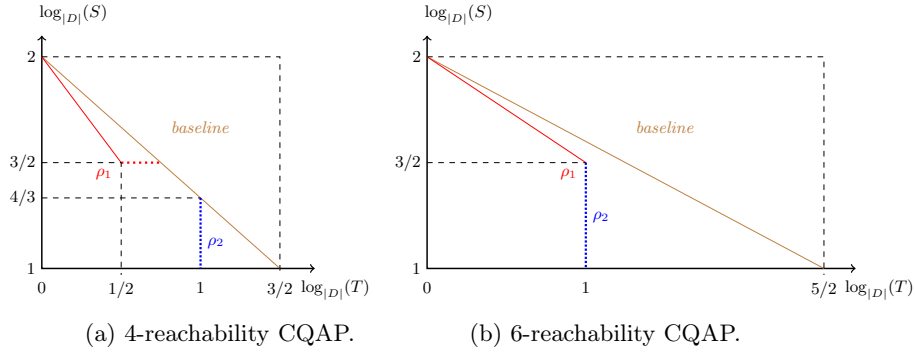 log|D|(S)
2
baseline
3/2
ρ1
4/3
ρ2
1
0
1/2
1
3/2
log|D|(T)
(a) 4-reachability CQAP.
log|D|(S)
2
baseline
3/2
ρ1
ρ2
1
0
1
5/2
log|D|(T)
(b) 6-reachability CQAP.